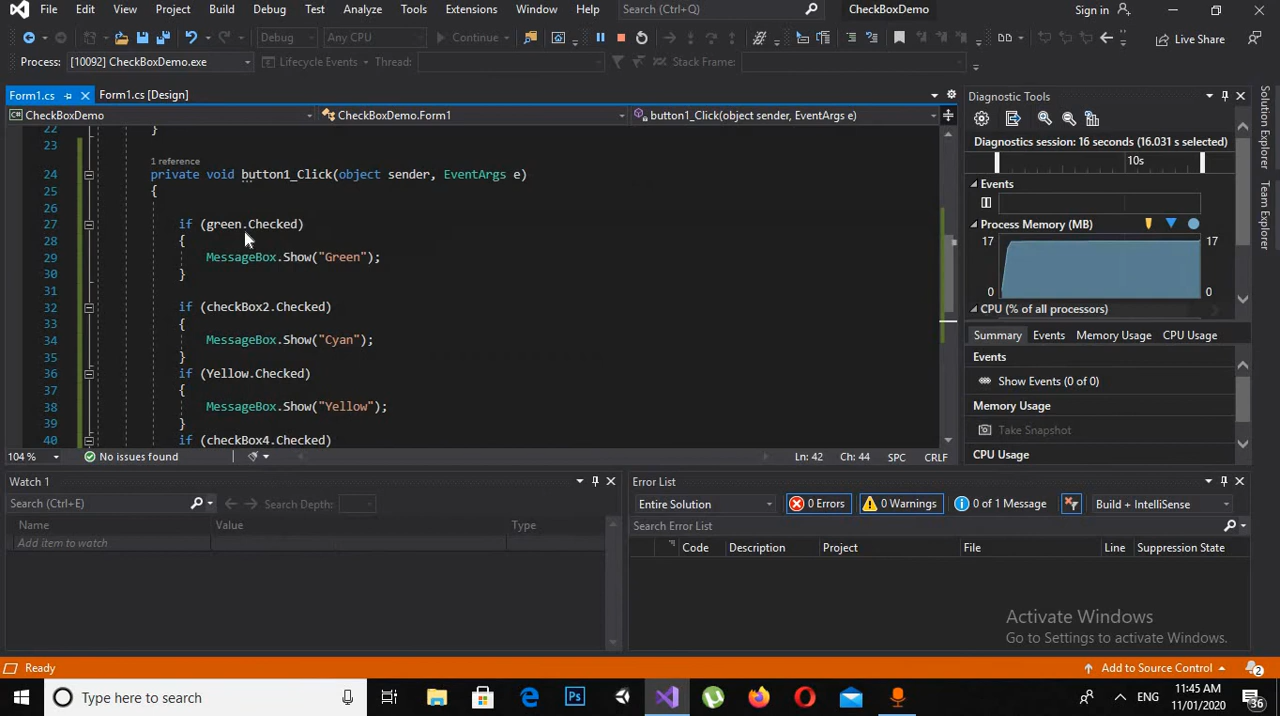 File Edit View Project Build Debug Test Analyze Tools Extensions Window Help Search (Ctrl+Q) CheckBoxDemo Sign in
Debug Any CPU Continue Live Share
Process: [10092] CheckBoxDemo.exe Lifecycle Events Thread: Stack Frame:
Form1.cs Form1.cs [Design]
CheckBoxDemo CheckBoxDemo.Form1 button1_Click(object sender, EventArgs e)
22 }
23
1 reference
24 private void button1_Click(object sender, EventArgs e)
25 {
26
27 if (green.Checked)
28 {
29 MessageBox.Show("Green");
30 }
31
32 if (checkBox2.Checked)
33 {
34 MessageBox.Show("Cyan");
35 }
36 if (Yellow.Checked)
37 {
38 MessageBox.Show("Yellow");
39 }
40 if (checkBox4.Checked)
104 % No issues found Ln: 42 Ch: 44 SPC CRLF
Diagnostic Tools
Diagnostics session: 16 seconds (16.031 s selected)
10s
Events
Process Memory (MB)
17 17
0 0
CPU (% of all processors)
Summary Events Memory Usage CPU Usage
Events
Show Events (0 of 0)
Memory Usage
Take Snapshot
CPU Usage
Solution Explorer
Team Explorer
Watch 1
Search (Ctrl+E) Search Depth:
Name Value Type
Add item to watch
Error List
Entire Solution 0 Errors 0 Warnings 0 of 1 Message Build + IntelliSense
Search Error List
Code Description Project File Line Suppression State
Activate Windows
Go to Settings to activate Windows.
Ready Add to Source Control 2
Type here to search Ps ENG 11:45 AM
11/01/2020 36